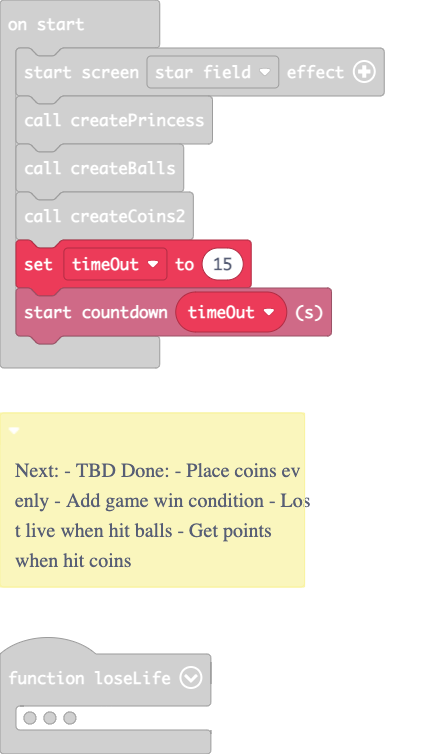 on start
start screen star field effect
call createPrincess
call createBalls
call createCoins2
set timeOut to 15
start countdown timeOut (s)
Next: - TBD Done: - Place coins ev
enly - Add game win condition - Los
t live when hit balls - Get points
when hit coins
function loseLife